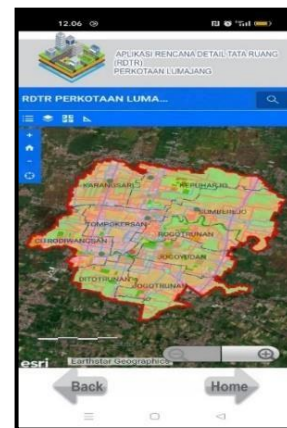 12.06
APLIKASI RENCANA DETAIL TATA RUANG
(RDTR)
PERKOTAAN LUMAJANG
RDTR PERKOTAAN LUMA...
KARANGSARI
KEPUHARJO
SUMBEREJO
TOMPOKERSAN
ROGOTRUNAN
JOGOYUDAN
DITOTRUNAN
JOGOTRUNAN
esri
Earthstar Geographics
Back
Home